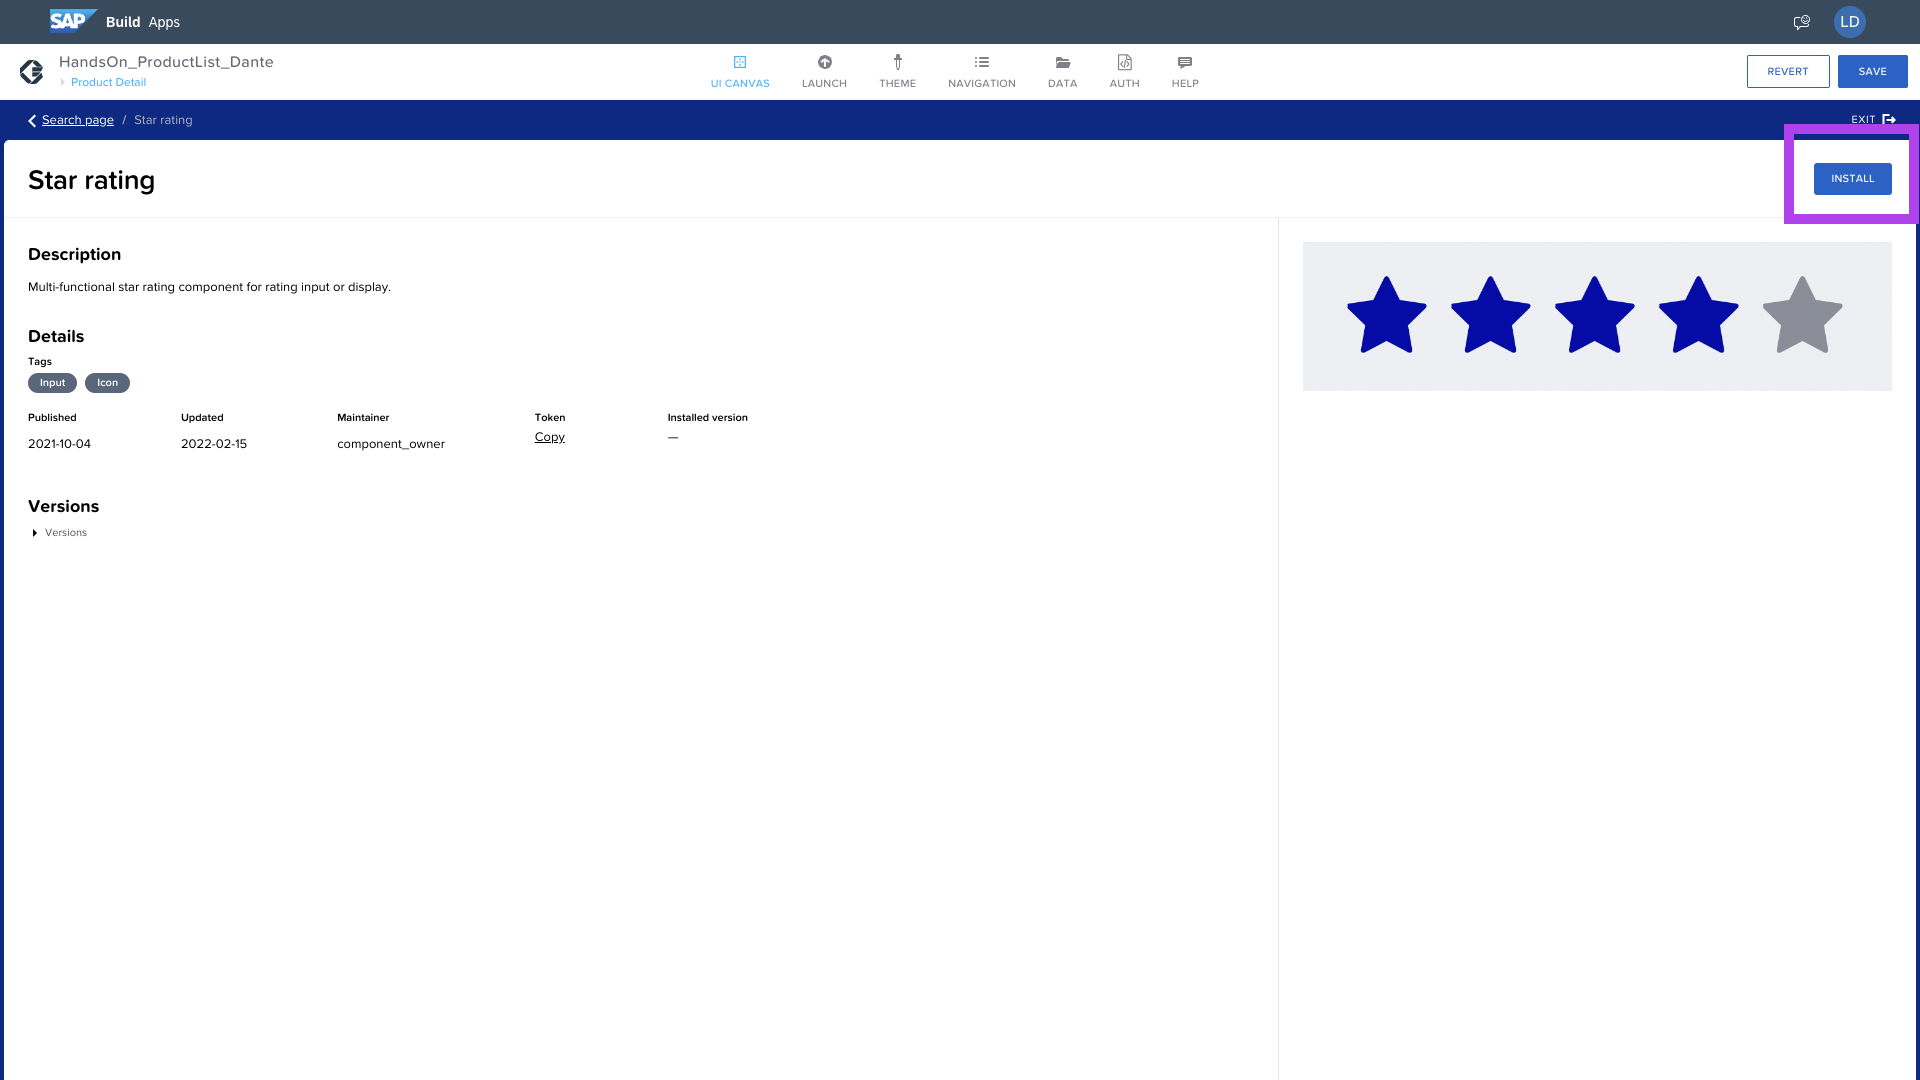 SAP Build Apps
LD
HandsOn_ProductList_Dante
Product Detail
UI CANVAS
LAUNCH
THEME
NAVIGATION
DATA
AUTH
HELP
REVERT
SAVE
Search page / Star rating
EXIT
Star rating
INSTALL
Description
Multi-functional star rating component for rating input or display.
Details
Tags
Input Icon
Published Updated Maintainer Token Installed version
2021-10-04 2022-02-15 component_owner Copy —
Versions
Versions